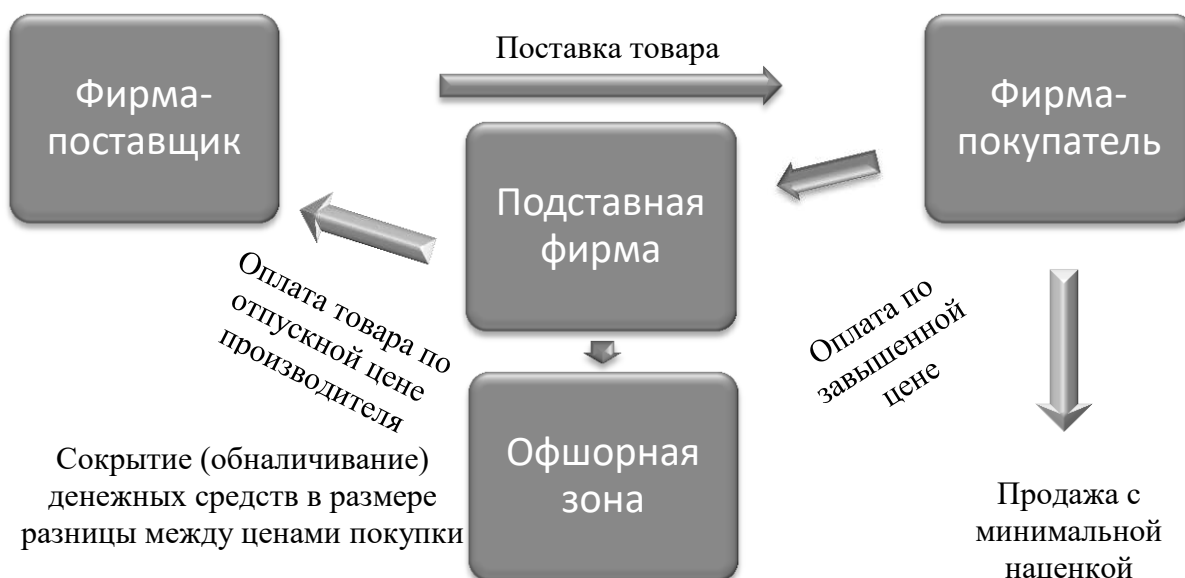 Поставка товара
Фирма-
поставщик
Фирма-
покупатель
Подставная
фирма
Оплата товара по
отпускной цене
производителя
Оплата по
завышенной
цене
Офшорная
зона
Сокрытие (обналичивание)
денежных средств в размере
разницы между ценами покупки
Продажа с
минимальной
наценкой